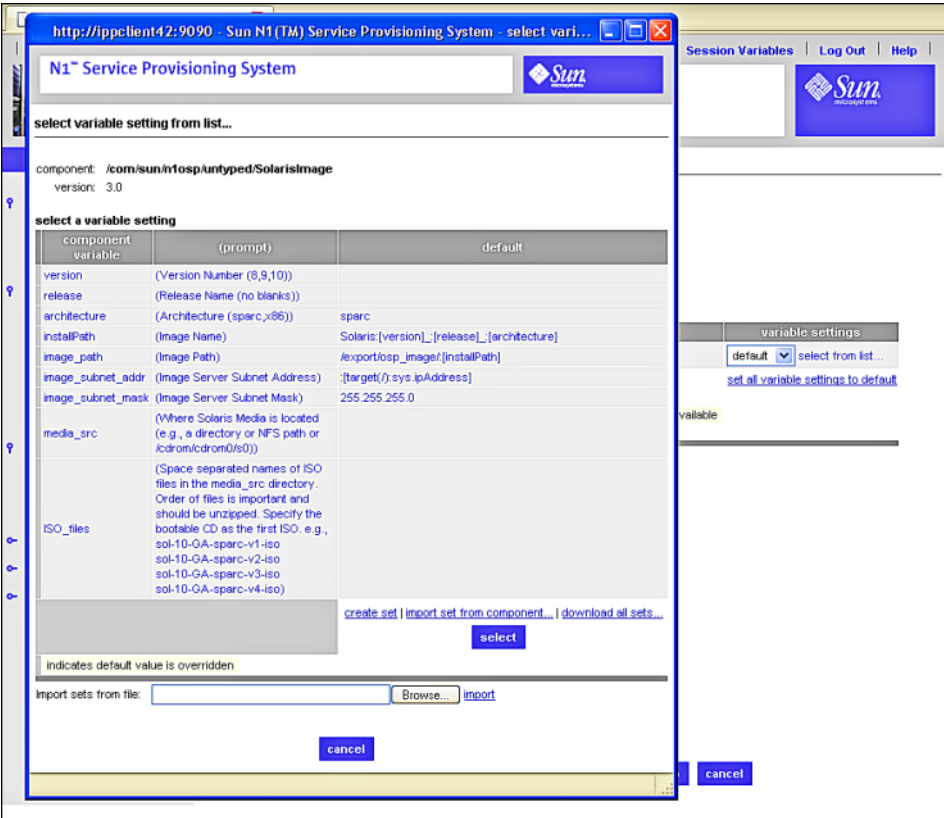 http://ippclient42:9090 - Sun N1(TM) Service Provisioning System - select vari...
Session Variables | Log Out | Help |
N1™ Service Provisioning System
Sun
microsystems
Sun
microsystems
select variable setting from list...
component: /com/sun/n1osp/untyped/SolarisImage
version: 3.0
select a variable setting
component
variable
(prompt)
default
version
(Version Number (8,9,10))
release
(Release Name (no blanks))
architecture
(Architecture (sparc,x86))
sparc
installPath
(Image Name)
Solaris:[version]_:[release]_:[architecture]
image_path
(Image Path)
/export/osp_image/:[installPath]
image_subnet_addr
(Image Server Subnet Address)
:[target(/):sys.ipAddress]
image_subnet_mask
(Image Server Subnet Mask)
255.255.255.0
media_src
(Where Solaris Media is located
(e.g., a directory or NFS path or
/cdrom/cdrom0/s0))
ISO_files
(Space separated names of ISO
files in the media_src directory.
Order of files is important and
should be unzipped. Specify the
bootable CD as the first ISO. e.g.,
sol-10-GA-sparc-v1-iso
sol-10-GA-sparc-v2-iso
sol-10-GA-sparc-v3-iso
sol-10-GA-sparc-v4-iso)
create set | import set from component... | download all sets...
select
indicates default value is overridden
Import sets from file:
Browse...
import
cancel
variable settings
default
select from list...
set all variable settings to default
vailable
cancel